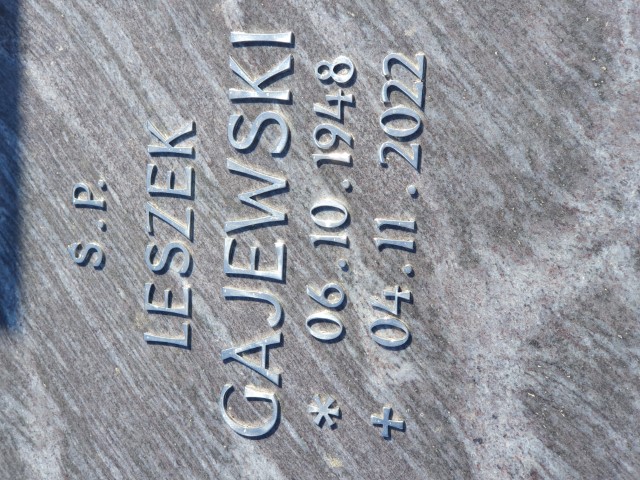 Ś.P.
LESZEK
GAJEWSKI
* 06.10.1948
+ 04.11.2022